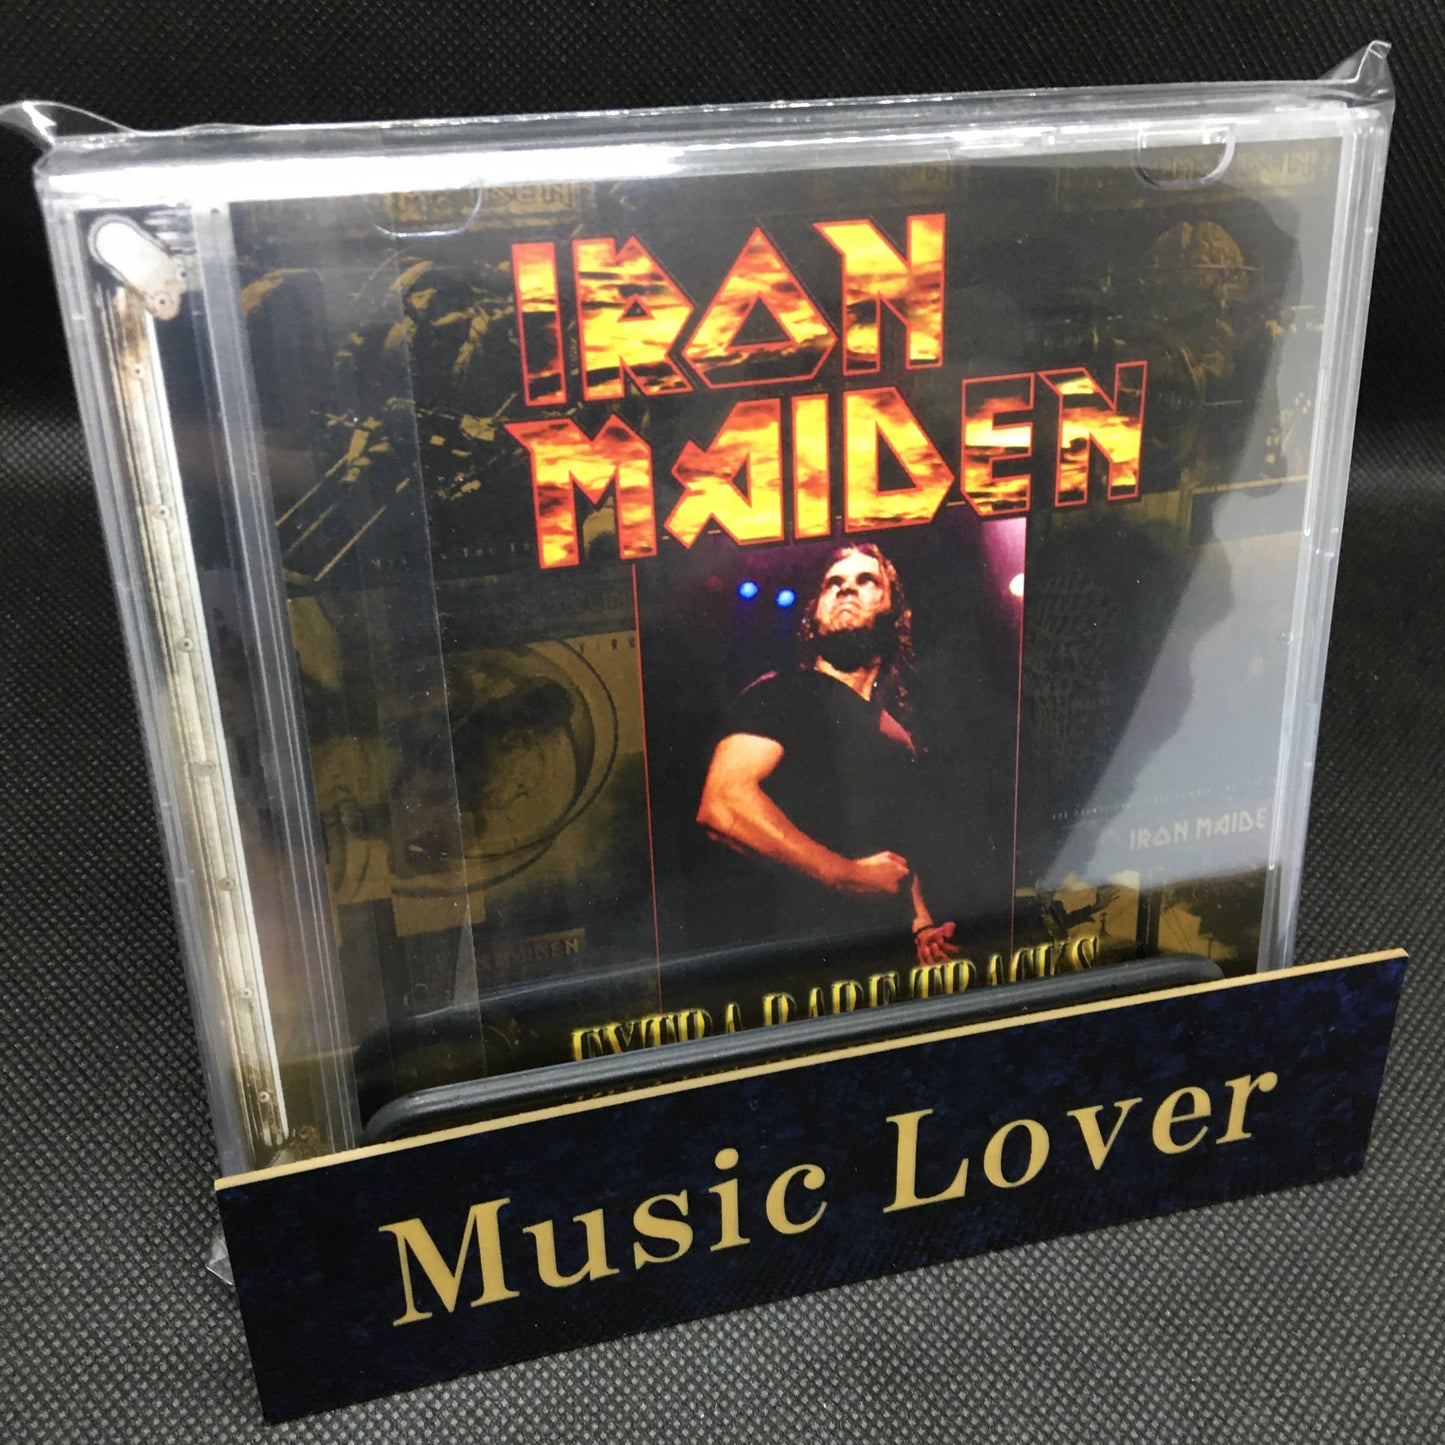 IRON
MAIDEN
IRON MAIDE
EXTRA RARE TRACKS
Music Lover